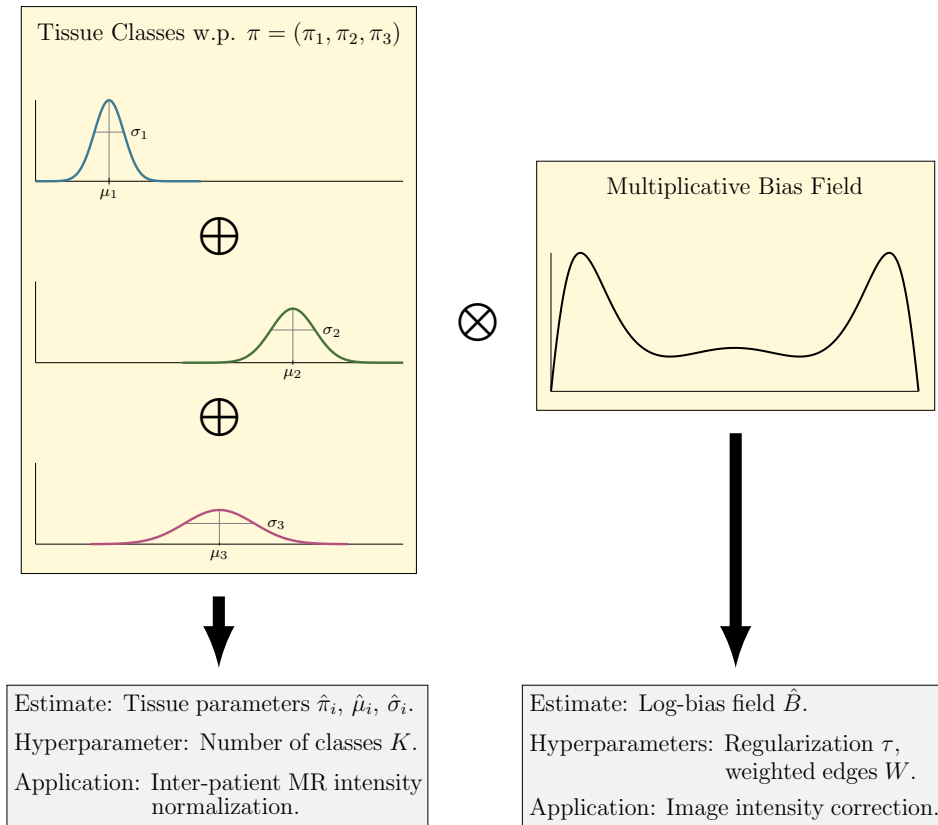 Tissue Classes w.p. π = (π₁, π₂, π₃)
σ₁
μ₁
σ₂
μ₂
σ₃
μ₃
Multiplicative Bias Field
Estimate: Tissue parameters π̂ᵢ, μ̂ᵢ, σ̂ᵢ.
Hyperparameter: Number of classes K.
Application: Inter-patient MR intensity
normalization.
Estimate: Log-bias field B̂.
Hyperparameters: Regularization τ,
weighted edges W.
Application: Image intensity correction.